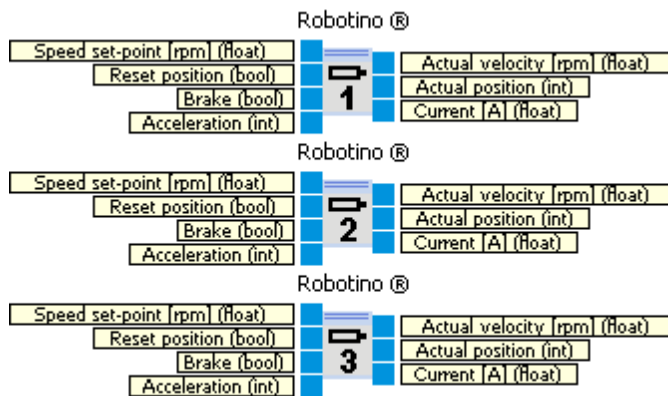 Robotino ®
Speed set-point [rpm] (float)
Reset position (bool)
Brake (bool)
Acceleration (int)
1
Actual velocity [rpm] (float)
Actual position (int)
Current [A] (float)
Robotino ®
Speed set-point [rpm] (float)
Reset position (bool)
Brake (bool)
Acceleration (int)
2
Actual velocity [rpm] (float)
Actual position (int)
Current [A] (float)
Robotino ®
Speed set-point [rpm] (float)
Reset position (bool)
Brake (bool)
Acceleration (int)
3
Actual velocity [rpm] (float)
Actual position (int)
Current [A] (float)